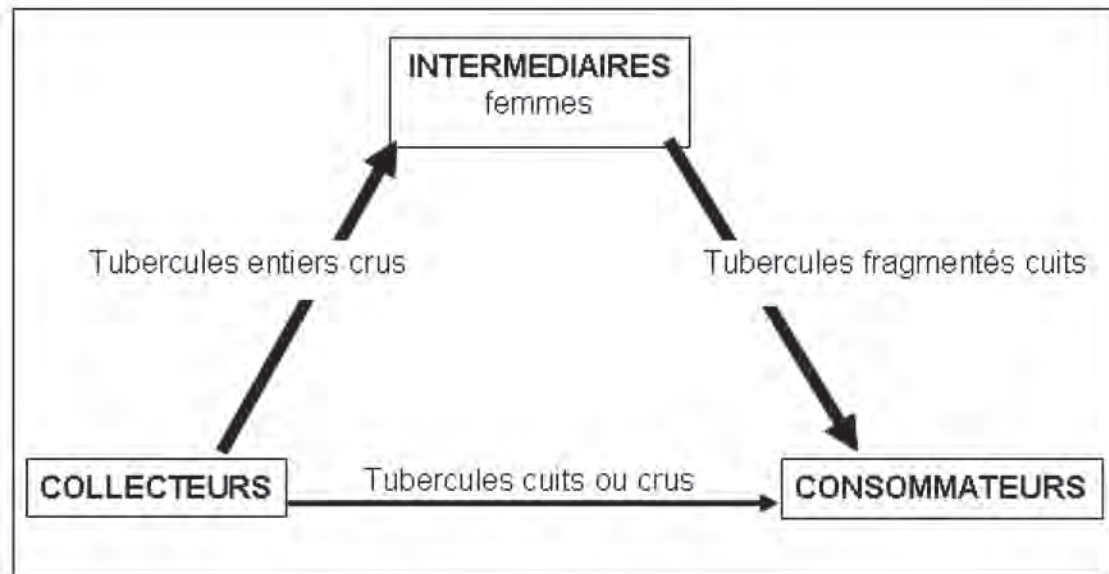 INTERMEDIAIRES
femmes
Tubercules entiers crus
Tubercules fragmentés cuits
COLLECTEURS
Tubercules cuits ou crus
CONSOMMATEURS